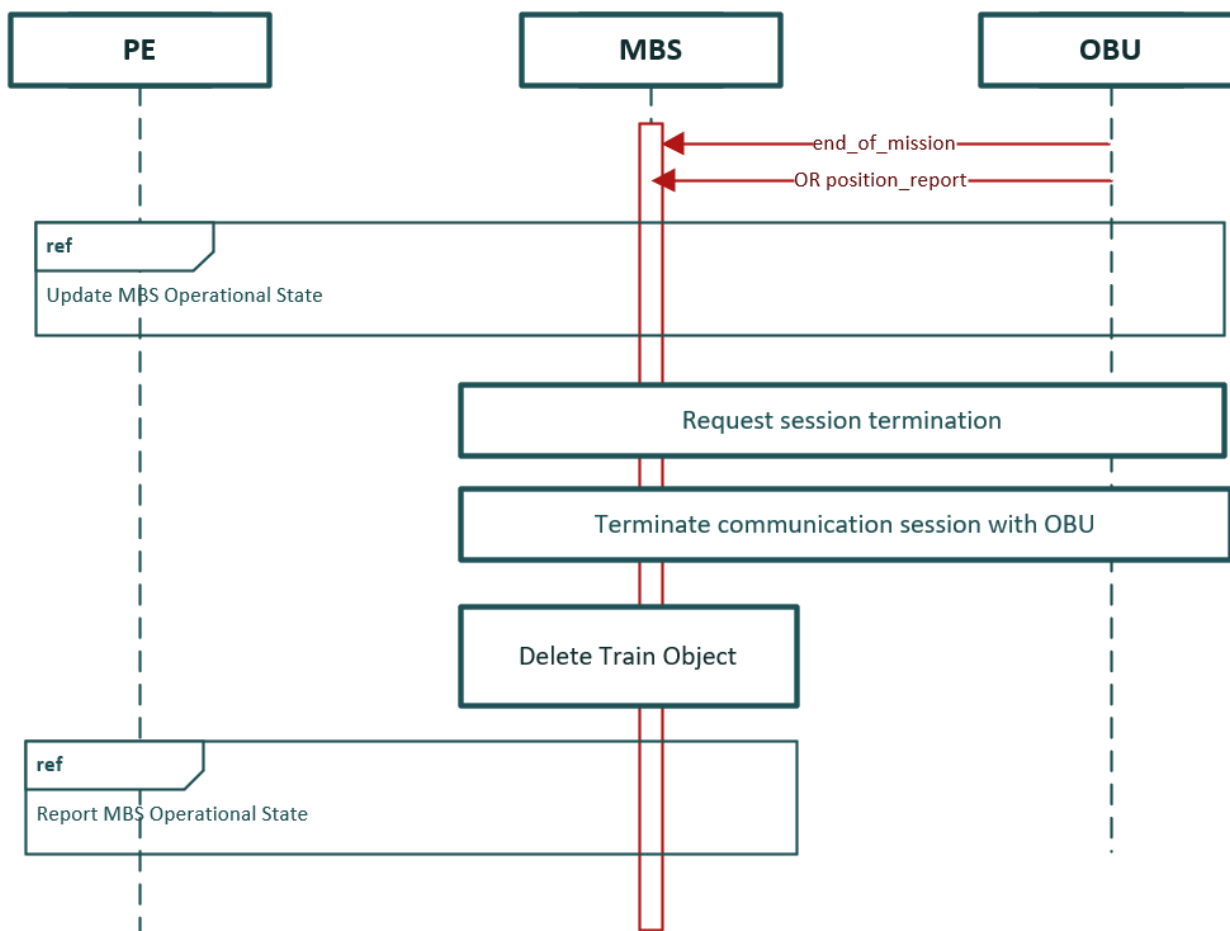 PE
MBS
OBU
end_of_mission
OR position_report
ref
Update MBS Operational State
Request session termination
Terminate communication session with OBU
Delete Train Object
ref
Report MBS Operational State